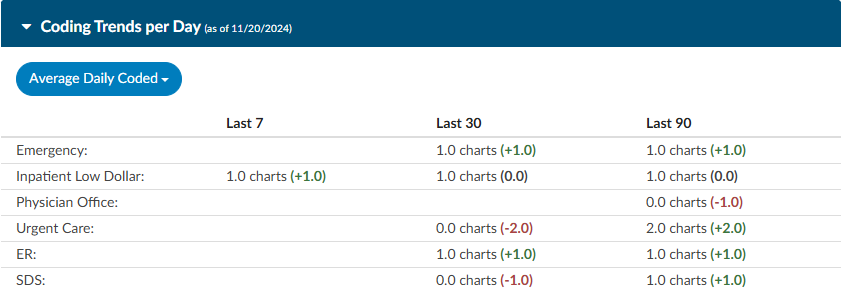 Coding Trends per Day (as of 11/20/2024)
Average Daily Coded
Last 7 Last 30 Last 90
Emergency: 1.0 charts (+1.0) 1.0 charts (+1.0)
Inpatient Low Dollar: 1.0 charts (+1.0) 1.0 charts (0.0) 1.0 charts (0.0)
Physician Office: 0.0 charts (-1.0)
Urgent Care: 0.0 charts (-2.0) 2.0 charts (+2.0)
ER: 1.0 charts (+1.0) 1.0 charts (+1.0)
SDS: 0.0 charts (-1.0) 1.0 charts (+1.0)